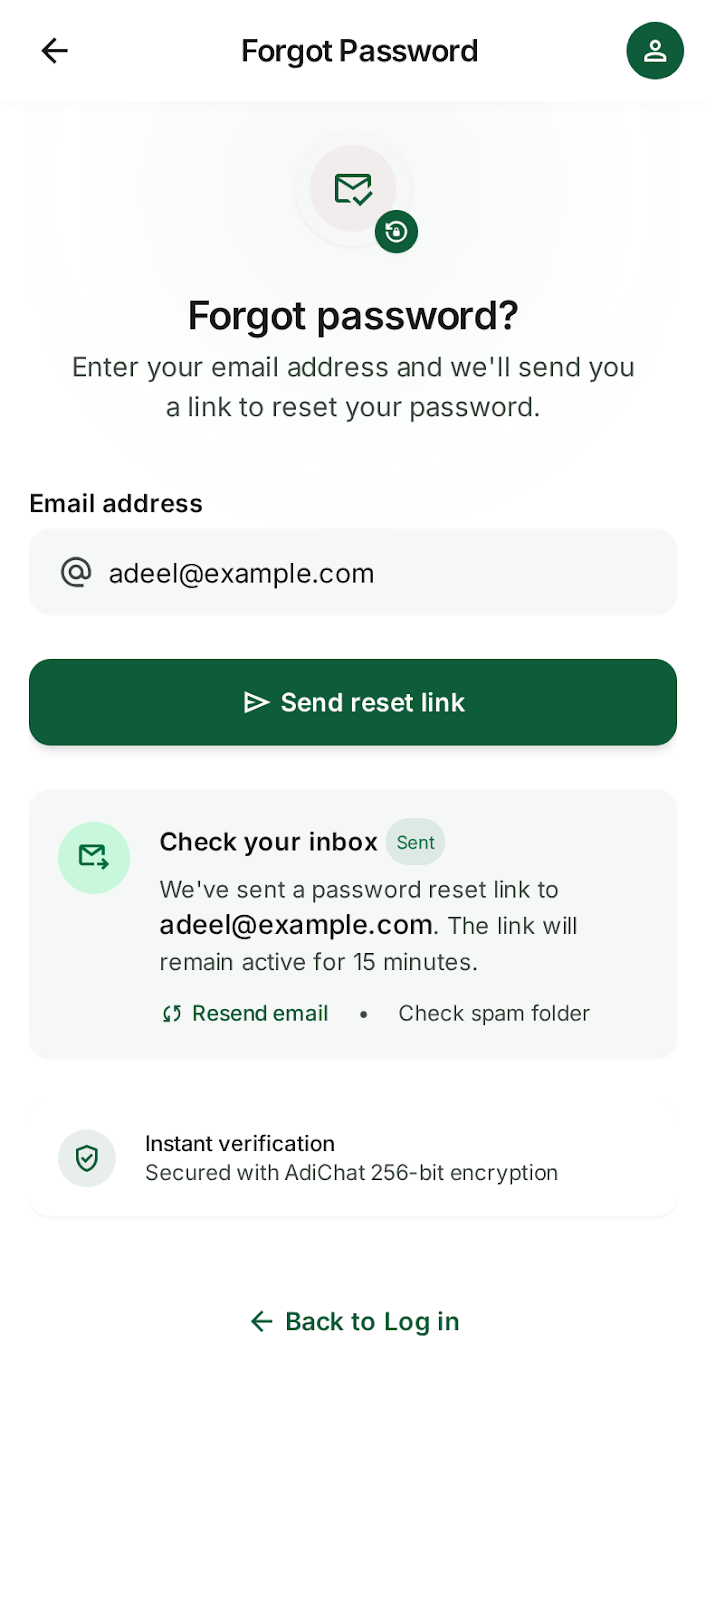 Forgot Password
Forgot password?
Enter your email address and we'll send you
a link to reset your password.
Email address
adeel@example.com
Send reset link
Check your inbox Sent
We've sent a password reset link to
adeel@example.com. The link will
remain active for 15 minutes.
Resend email • Check spam folder
Instant verification
Secured with AdiChat 256-bit encryption
Back to Log in